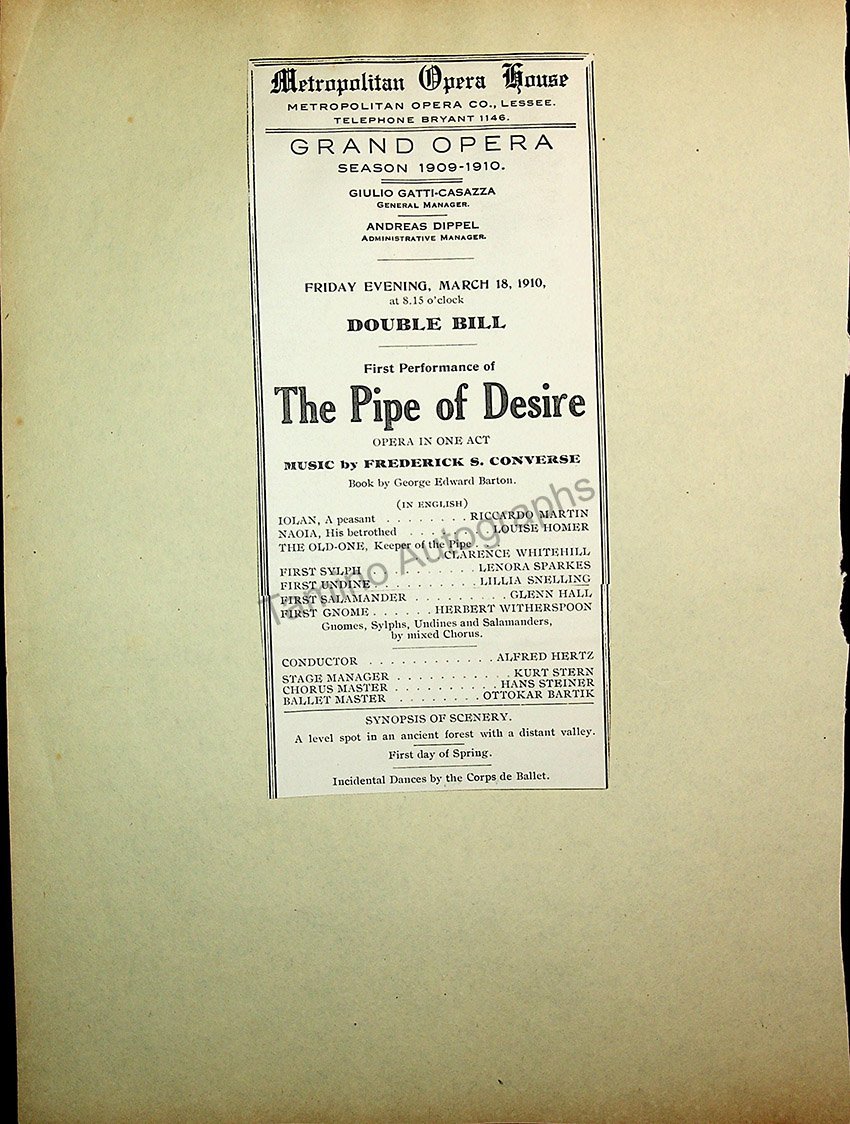 Metropolitan Opera House
METROPOLITAN OPERA CO., LESSEE.
TELEPHONE BRYANT 1146.
GRAND OPERA
SEASON 1909-1910.
GIULIO GATTI-CASAZZA
GENERAL MANAGER.
ANDREAS DIPPEL
ADMINISTRATIVE MANAGER.
FRIDAY EVENING, MARCH 18, 1910,
at 8.15 o'clock
DOUBLE BILL
First Performance of
The Pipe of Desire
OPERA IN ONE ACT
MUSIC by FREDERICK S. CONVERSE
Book by George Edward Barton.
(IN ENGLISH)
IOLAN, A peasant . . . . . . . . RICCARDO MARTIN
NAOIA, His betrothed . . . . . . . LOUISE HOMER
THE OLD-ONE, Keeper of the Pipe . . .
CLARENCE WHITEHILL
FIRST SYLPH . . . . . . . . . . LENORA SPARKES
FIRST UNDINE . . . . . . . . . . LILLIA SNELLING
FIRST SALAMANDER . . . . . . . . . GLENN HALL
FIRST GNOME . . . . . . HERBERT WITHERSPOON
Gnomes, Sylphs, Undines and Salamanders,
by mixed Chorus.
CONDUCTOR . . . . . . . . . . . . ALFRED HERTZ
STAGE MANAGER . . . . . . . . . . . KURT STERN
CHORUS MASTER . . . . . . . . . . HANS STEINER
BALLET MASTER . . . . . . . . OTTOKAR BARTIK
SYNOPSIS OF SCENERY.
A level spot in an ancient forest with a distant valley.
First day of Spring.
Incidental Dances by the Corps de Ballet.
Tamino Autographs